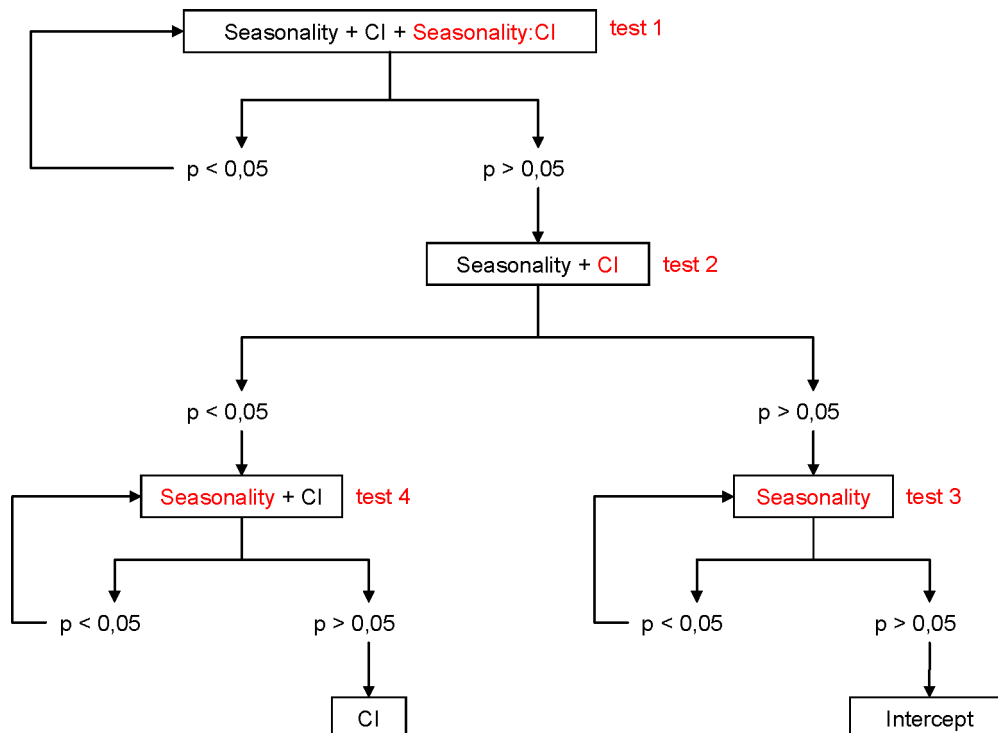 Seasonality + CI + Seasonality:CI test 1
p < 0,05 p > 0,05
Seasonality + CI test 2
p < 0,05 p > 0,05
Seasonality + CI test 4 Seasonality test 3
p < 0,05 p > 0,05 p < 0,05 p > 0,05
CI Intercept